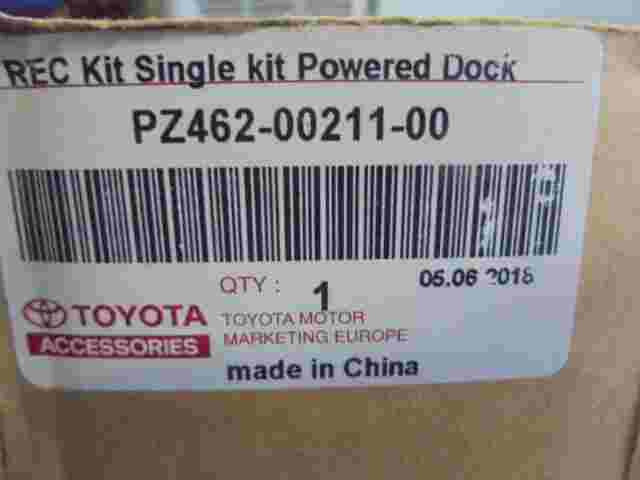 REC Kit Single kit Powered Dock
PZ462-00211-00
QTY : 1
05.06 2018
TOYOTA
TOYOTA MOTOR
ACCESSORIES
MARKETING EUROPE
made in China